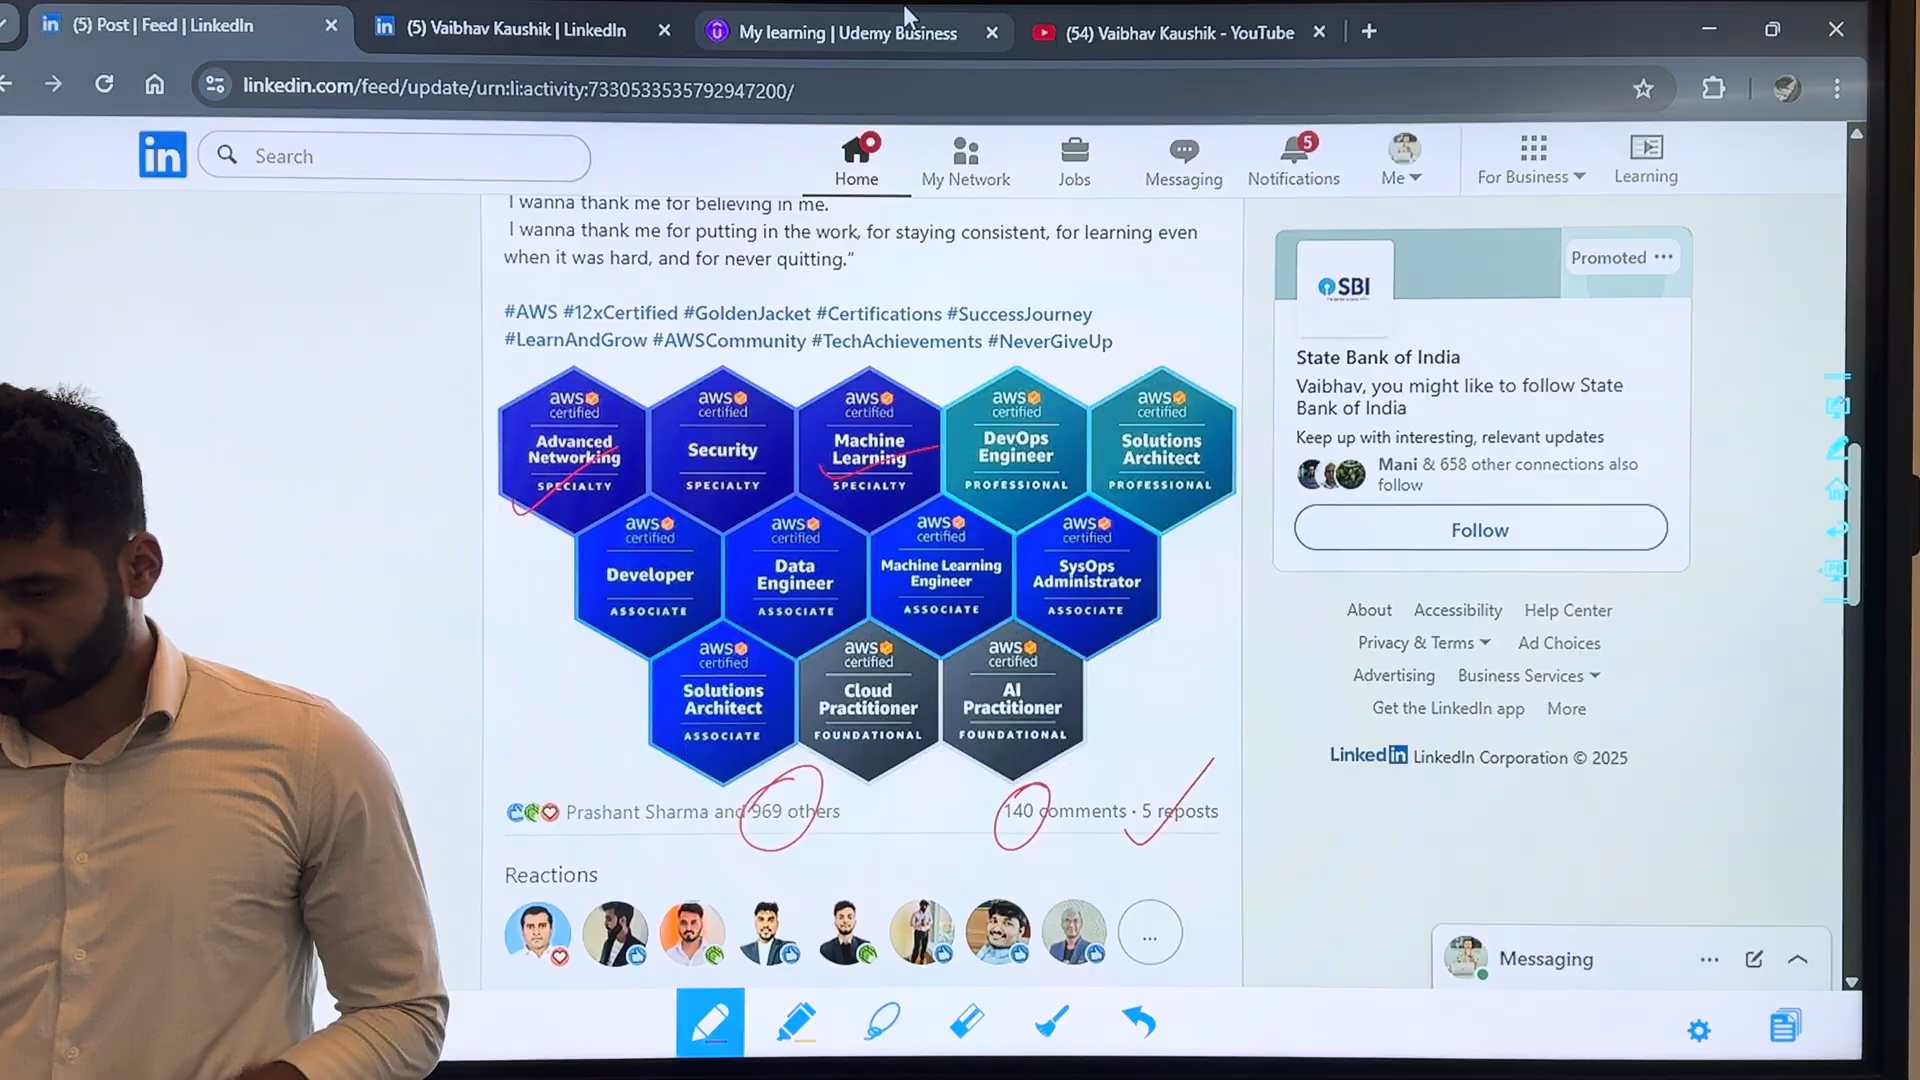 (5) Post | Feed | LinkedIn
(5) Vaibhav Kaushik | LinkedIn
My learning | Udemy Business
(54) Vaibhav Kaushik - YouTube
linkedin.com/feed/update/urn:li:activity:7330533535792947200/
in
Search
Home
My Network
Jobs
Messaging
5
Notifications
Me
For Business
Learning
I wanna thank me for believing in me.
I wanna thank me for putting in the work, for staying consistent, for learning even
when it was hard, and for never quitting."
#AWS #12xCertified #GoldenJacket #Certifications #SuccessJourney
#LearnAndGrow #AWSCommunity #TechAchievements #NeverGiveUp
aws certified Advanced Networking SPECIALTY
aws certified Security SPECIALTY
aws certified Machine Learning SPECIALTY
aws certified DevOps Engineer PROFESSIONAL
aws certified Solutions Architect PROFESSIONAL
aws certified Developer ASSOCIATE
aws certified Data Engineer ASSOCIATE
aws certified Machine Learning Engineer ASSOCIATE
aws certified SysOps Administrator ASSOCIATE
aws certified Solutions Architect ASSOCIATE
aws certified Cloud Practitioner FOUNDATIONAL
aws certified AI Practitioner FOUNDATIONAL
Prashant Sharma and 969 others
140 comments · 5 reposts
Reactions
...
Promoted ...
SBI
State Bank of India
Vaibhav, you might like to follow State
Bank of India
Keep up with interesting, relevant updates
Mani & 658 other connections also
follow
Follow
About Accessibility Help Center
Privacy & Terms Ad Choices
Advertising Business Services
Get the LinkedIn app More
LinkedIn LinkedIn Corporation © 2025
Messaging